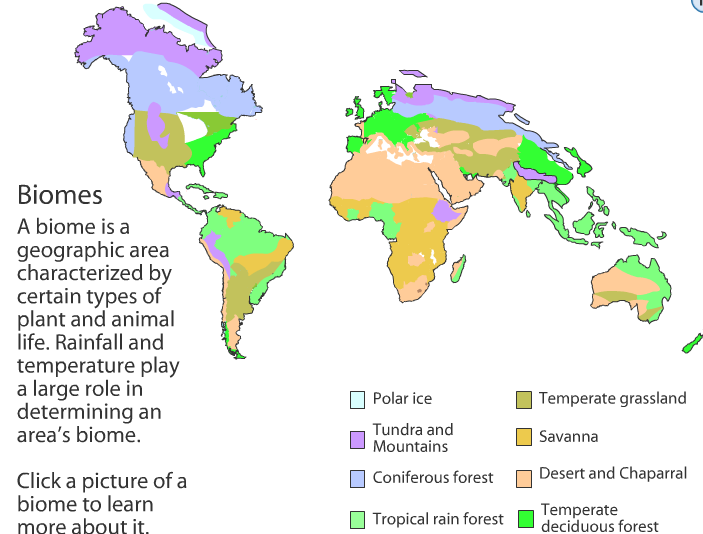 Biomes
A biome is a
geographic area
characterized by
certain types of
plant and animal
life. Rainfall and
temperature play
a large role in
determining an
area's biome.
Click a picture of a
biome to learn
more about it.
Polar ice
Tundra and
Mountains
Coniferous forest
Tropical rain forest
Temperate grassland
Savanna
Desert and Chaparral
Temperate
deciduous forest